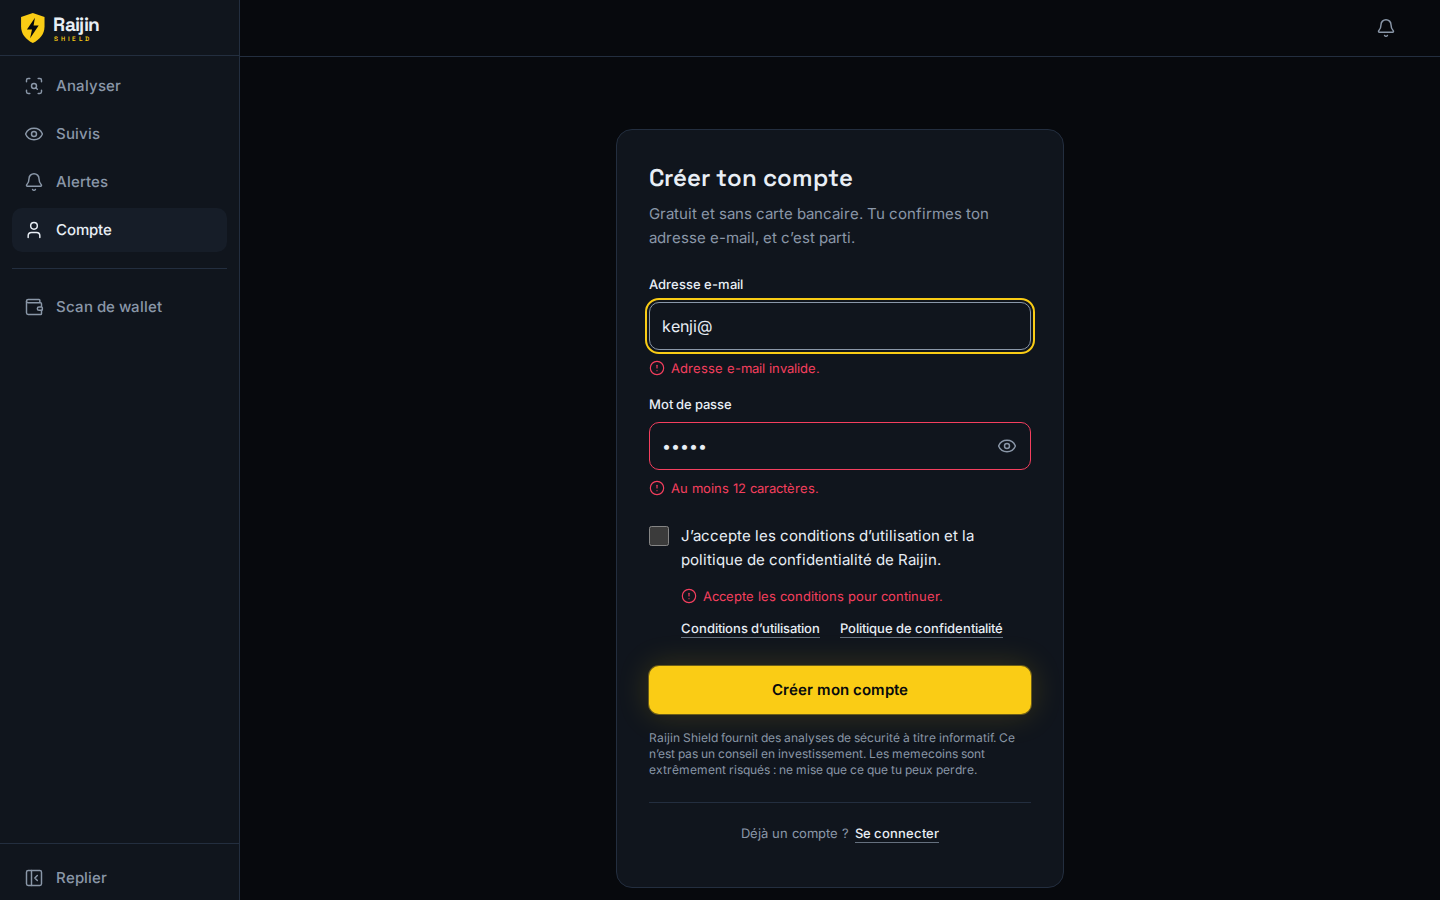 Raijin
SHIELD
Analyser
Suivis
Alertes
Compte
Scan de wallet
Replier
Créer ton compte
Gratuit et sans carte bancaire. Tu confirmes ton
adresse e-mail, et c’est parti.
Adresse e-mail
kenji@
Adresse e-mail invalide.
Mot de passe
•••••
Au moins 12 caractères.
J’accepte les conditions d’utilisation et la
politique de confidentialité de Raijin.
Accepte les conditions pour continuer.
Conditions d’utilisation Politique de confidentialité
Créer mon compte
Raijin Shield fournit des analyses de sécurité à titre informatif. Ce
n’est pas un conseil en investissement. Les memecoins sont
extrêmement risqués : ne mise que ce que tu peux perdre.
Déjà un compte ? Se connecter